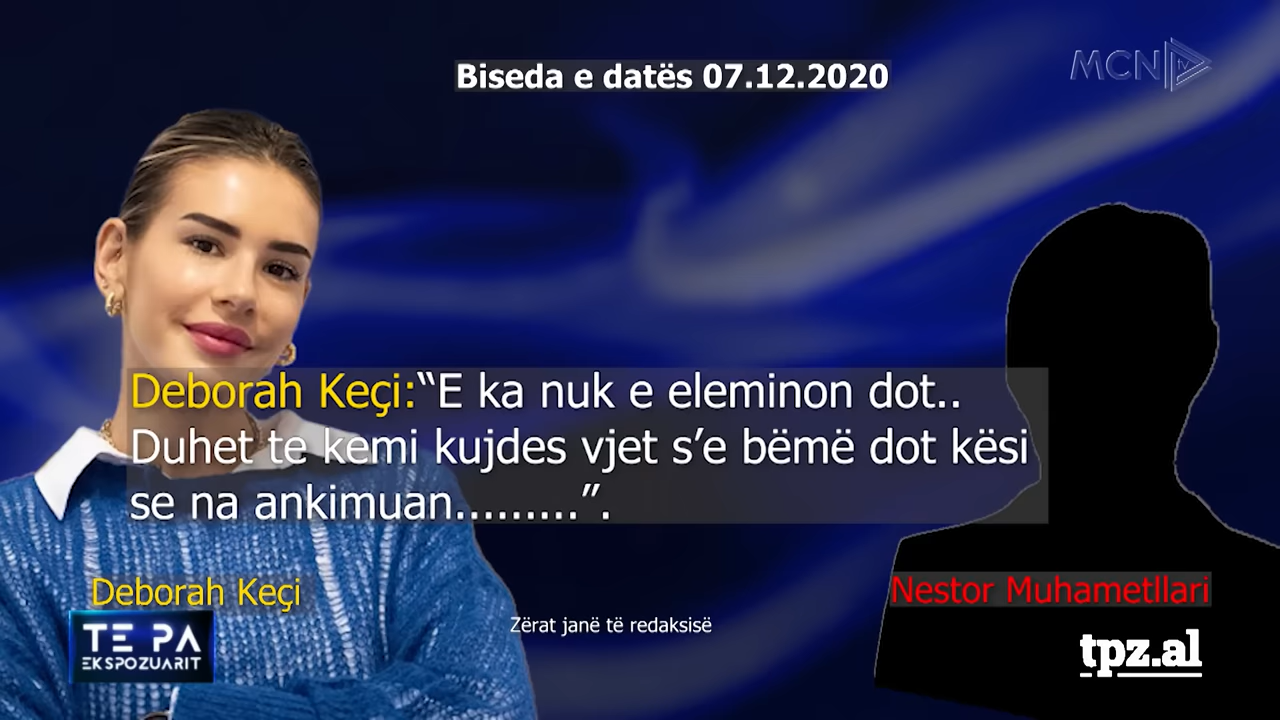 Biseda e datës 07.12.2020
MCN TV
Deborah Keçi:“E ka nuk e eleminon dot..
Duhet te kemi kujdes vjet s’e bëmë dot kësi
se na ankimuan.........”.
Deborah Keçi
Nestor Muhametllari
TE PA
EKSPOZUARIT
Zërat janë të redaksisë
tpz.al